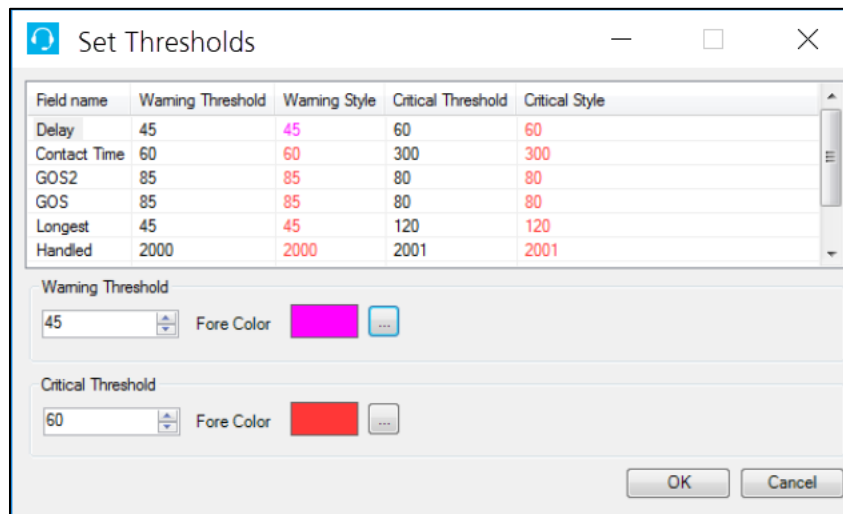 Set Thresholds
Field name Warning Threshold Warning Style Critical Threshold Critical Style
Delay 45 45 60 60
Contact Time 60 60 300 300
GOS2 85 85 80 80
GOS 85 85 80 80
Longest 45 45 120 120
Handled 2000 2000 2001 2001
Warning Threshold
45 Fore Color ...
Critical Threshold
60 Fore Color ...
OK Cancel